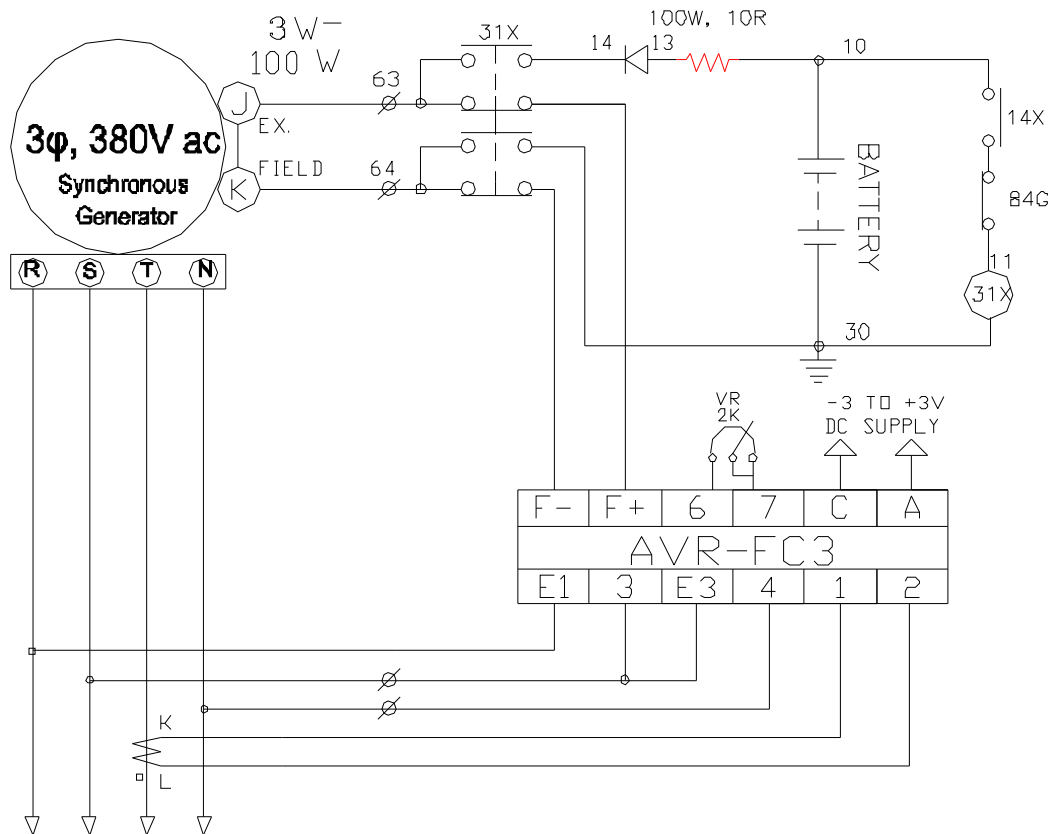 3φ, 380V ac
Synchronous
Generator
R
S
T
N
J
K
EX.
FIELD
3 W-
100 W
63
64
31X
14
13
100W, 10R
10
14X
84G
11
31X
BATTERY
30
VR
2K
-3 TO +3V
DC SUPPLY
F-
F+
6
7
C
A
AVR-FC3
E1
3
E3
4
1
2
K
L